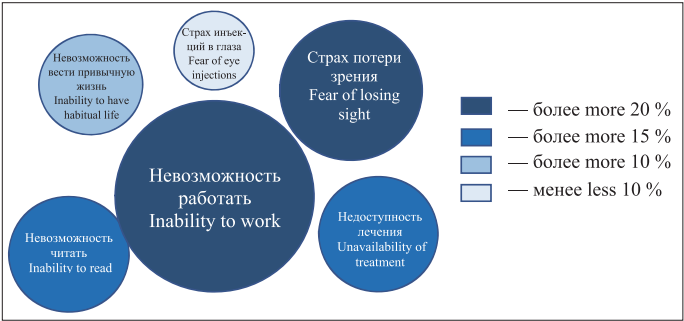 Невозможность
вести привычную
жизнь
Inability to have
habitual life
Страх инъек-
ций в глаза
Fear of eye
injections
Страх потери
зрения
Fear of losing
sight
Невозможность
работать
Inability to work
Невозможность
читать
Inability to read
Недоступность
лечения
Unavailability of
treatment
— более more 20 %
— более more 15 %
— более more 10 %
— менее less 10 %